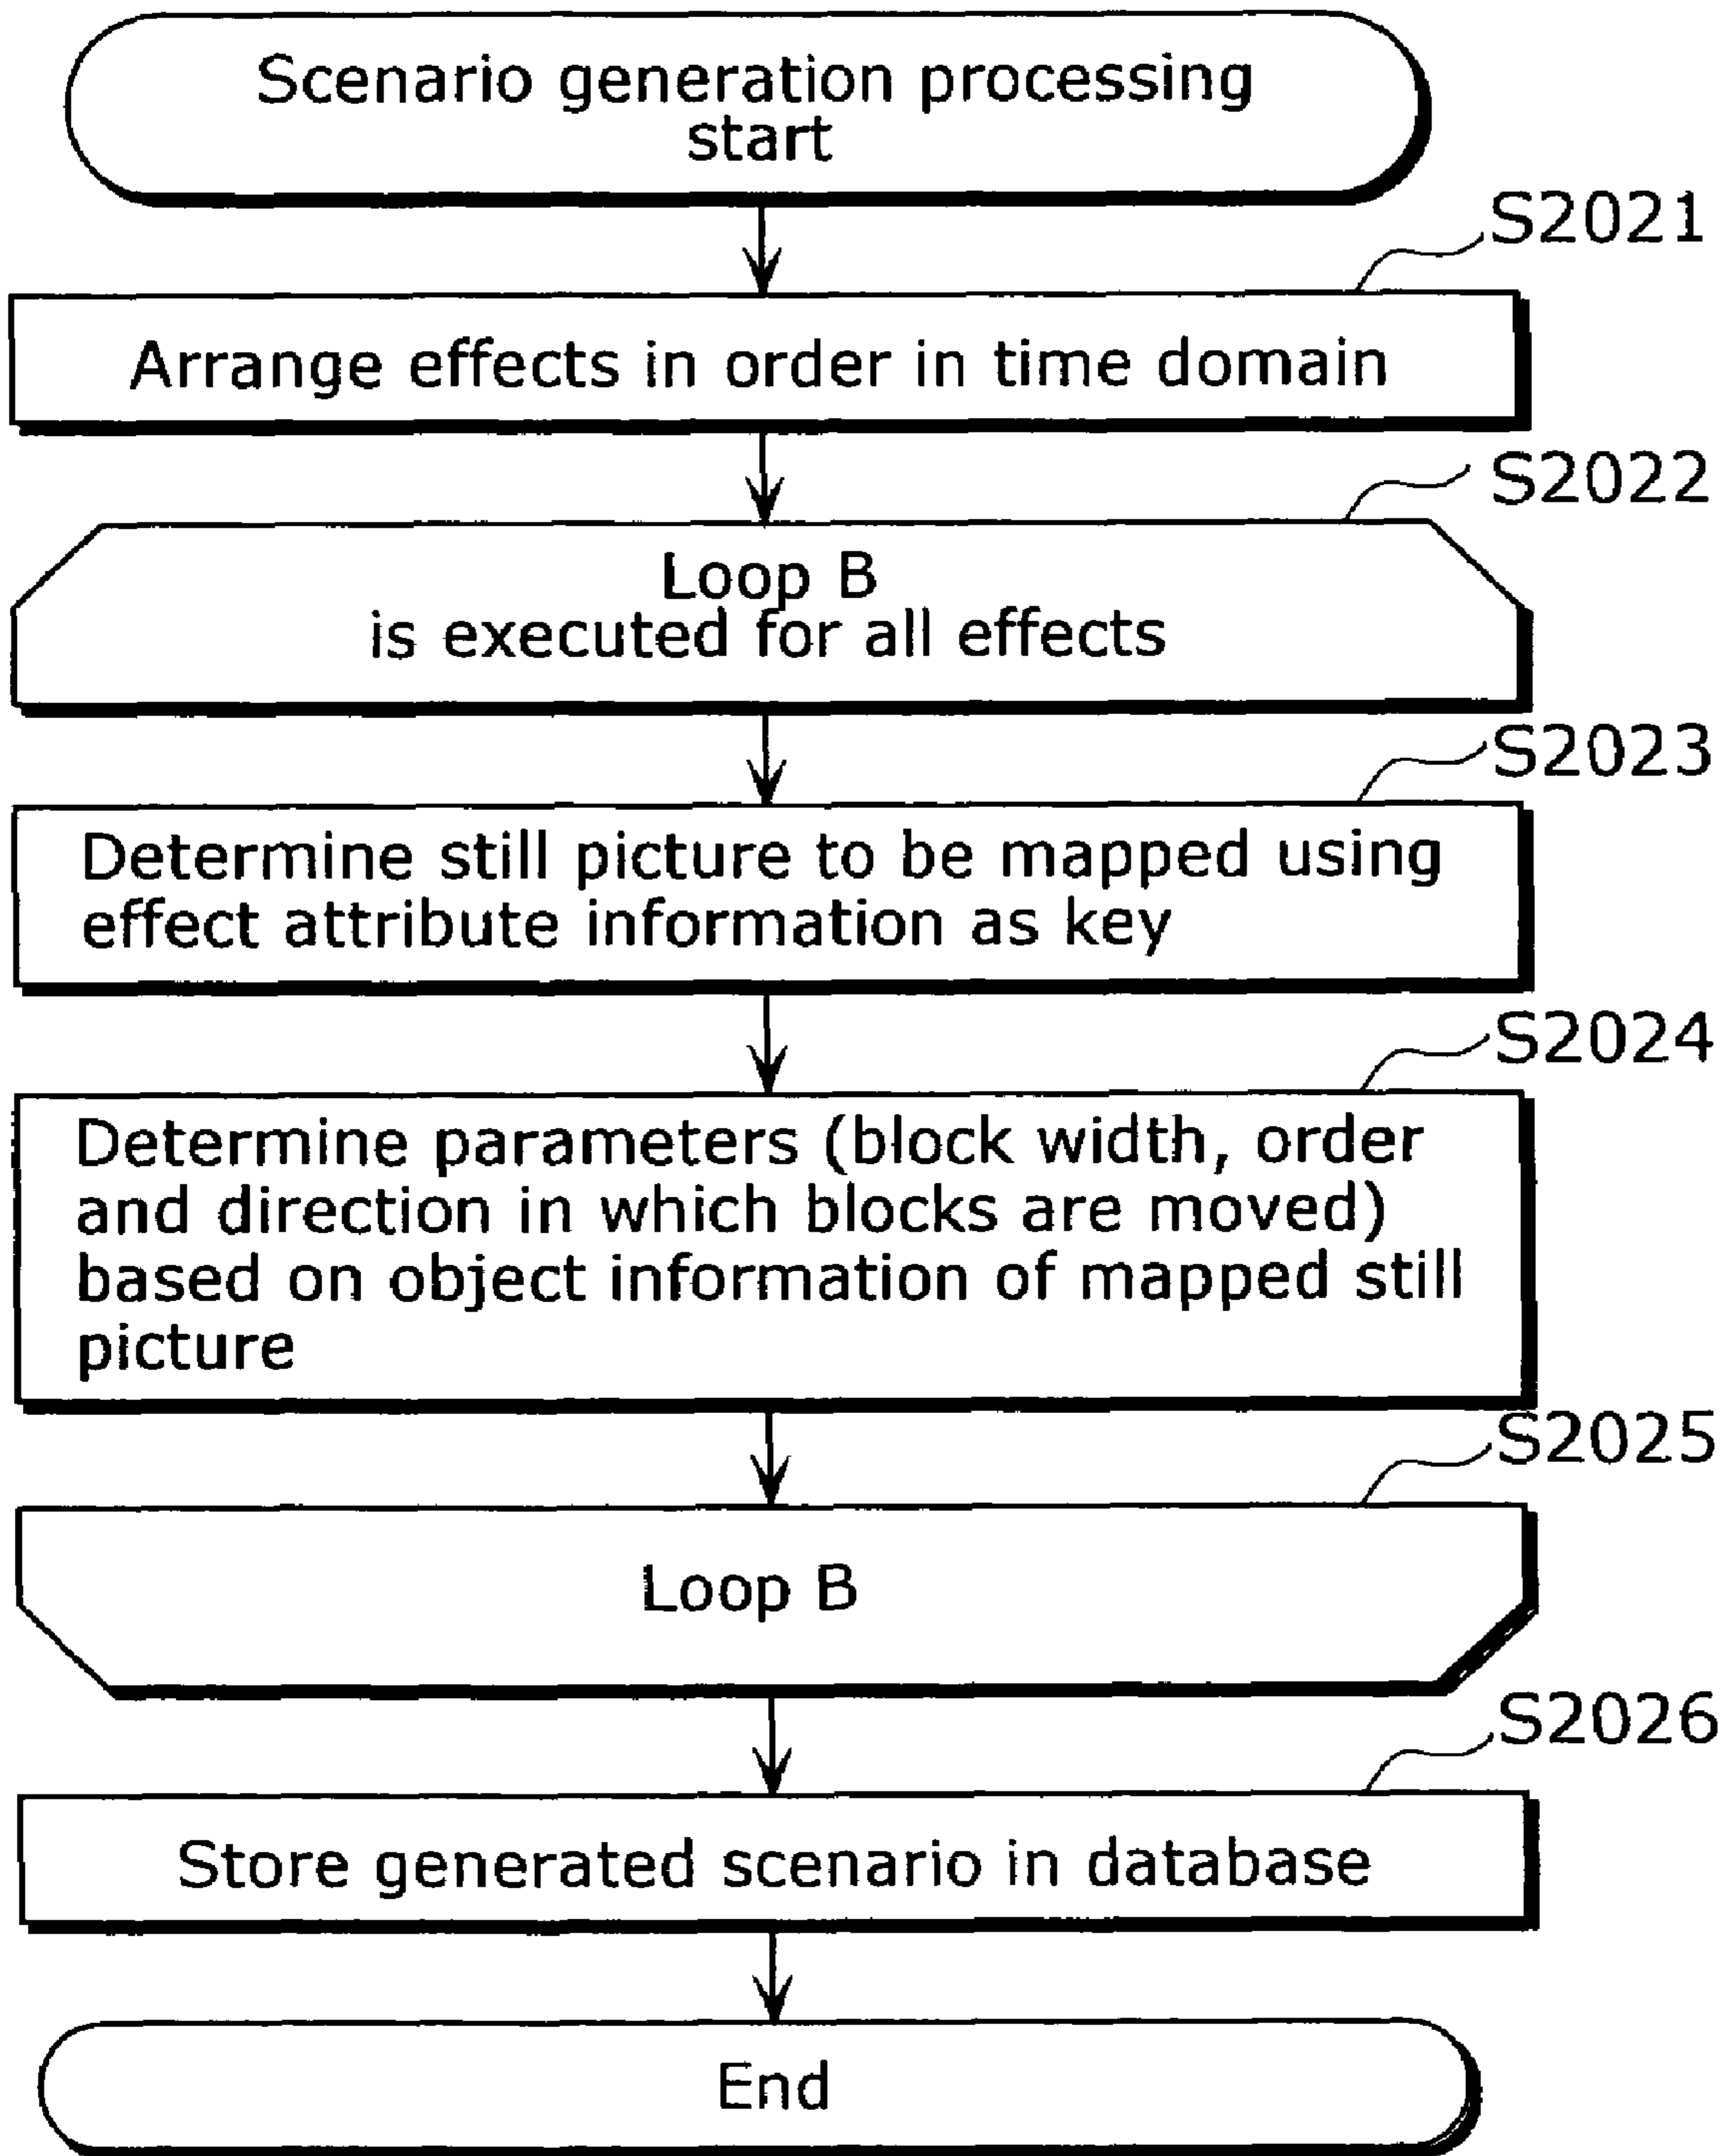 Scenario generation processing
start
S2021
Arrange effects in order in time domain
S2022
Loop B
is executed for all effects
S2023
Determine still picture to be mapped using
effect attribute information as key
S2024
Determine parameters (block width, order
and direction in which blocks are moved)
based on object information of mapped still
picture
S2025
Loop B
S2026
Store generated scenario in database
End